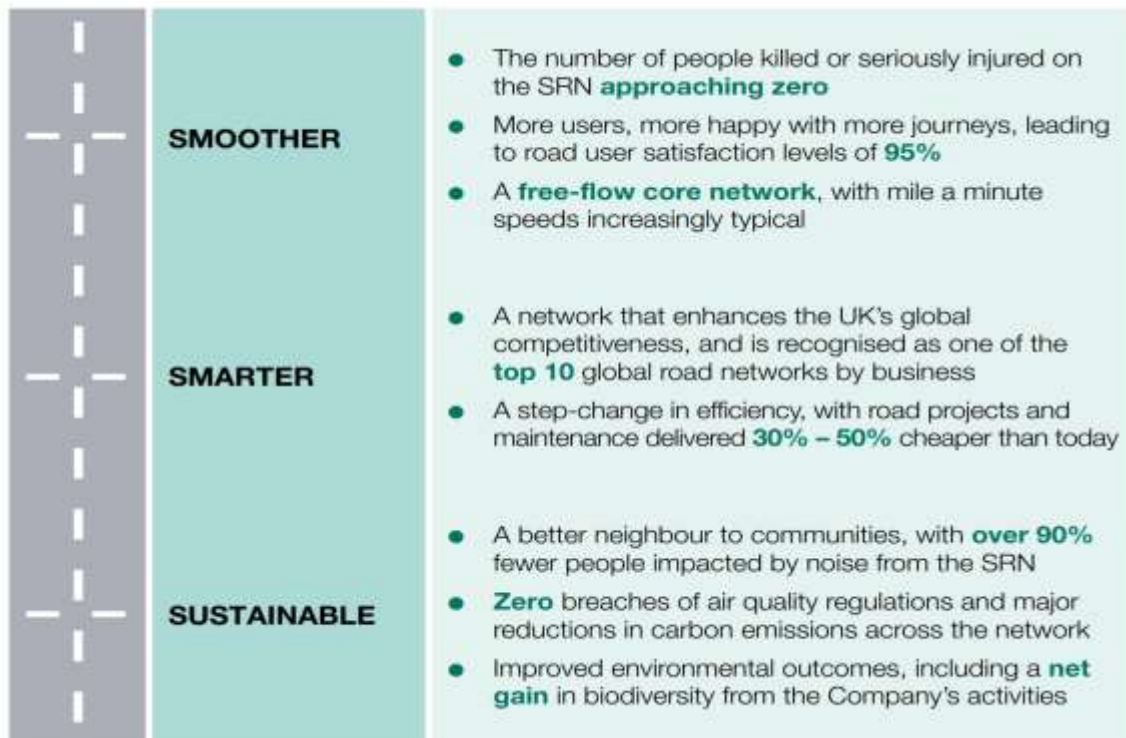 SMOOTHER
● The number of people killed or seriously injured on
the SRN approaching zero
● More users, more happy with more journeys, leading
to road user satisfaction levels of 95%
● A free-flow core network, with mile a minute
speeds increasingly typical
SMARTER
● A network that enhances the UK's global
competitiveness, and is recognised as one of the
top 10 global road networks by business
● A step-change in efficiency, with road projects and
maintenance delivered 30% – 50% cheaper than today
SUSTAINABLE
● A better neighbour to communities, with over 90%
fewer people impacted by noise from the SRN
● Zero breaches of air quality regulations and major
reductions in carbon emissions across the network
● Improved environmental outcomes, including a net
gain in biodiversity from the Company's activities